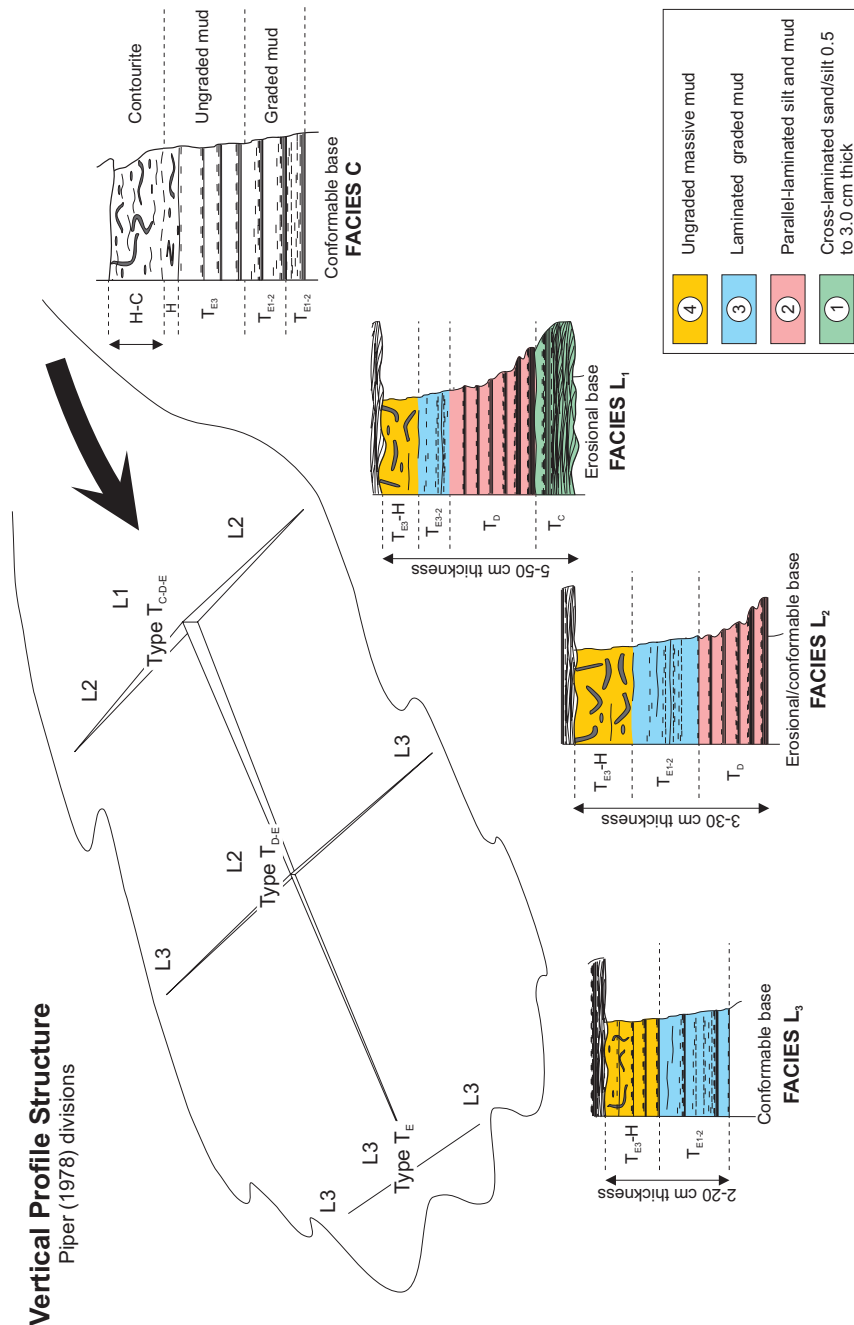 Vertical Profile Structure
Piper (1978) divisions
L3
L3
Type T_E
L3
L3
L2
Type T_D-E
L3
L2
L1
Type T_C-D-E
L2
2-20 cm thickness
T_E3-H
T_E1-2
Conformable base
FACIES L_3
3-30 cm thickness
T_E3-H
T_E1-2
T_D
Erosional/conformable base
FACIES L_2
5-50 cm thickness
T_E3-H
T_E3-2
T_D
T_C
Erosional base
FACIES L_1
H-C
H
T_E3
T_E1-2
T_E1-2
Contourite
Ungraded mud
Graded mud
Conformable base
FACIES C
4 Ungraded massive mud
3 Laminated graded mud
2 Parallel-laminated silt and mud
1 Cross-laminated sand/silt 0.5
to 3.0 cm thick